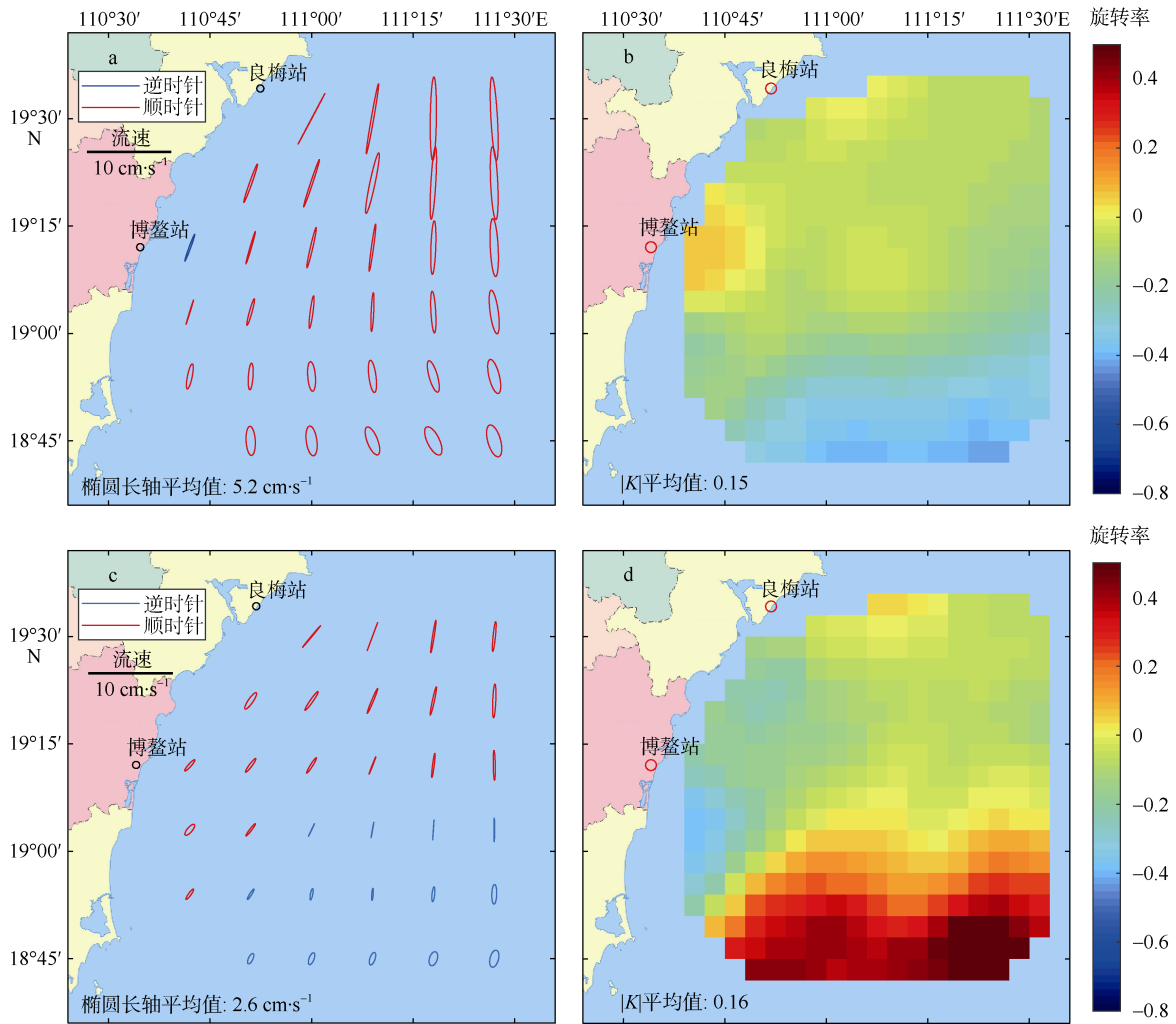 110°30′ 110°45′ 111°00′ 111°15′ 111°30′E
110°30′ 110°45′ 111°00′ 111°15′ 111°30′E
旋转率
a
逆时针
顺时针
流速
10 cm·s⁻¹
良梅站
博鳌站
19°30′
N
19°15′
19°00′
18°45′
椭圆长轴平均值: 5.2 cm·s⁻¹
b
良梅站
博鳌站
|K|平均值: 0.15
0.4
0.2
0
−0.2
−0.4
−0.6
−0.8
旋转率
c
逆时针
顺时针
流速
10 cm·s⁻¹
良梅站
博鳌站
19°30′
N
19°15′
19°00′
18°45′
椭圆长轴平均值: 2.6 cm·s⁻¹
d
良梅站
博鳌站
|K|平均值: 0.16
0.4
0.2
0
−0.2
−0.4
−0.6
−0.8